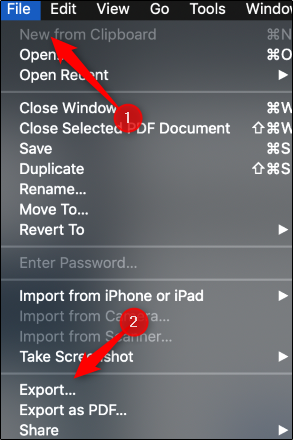 File Edit View Go Tools Window
New from Clipboard ⌘N
Open... ⌘O
Open Recent
Close Window ⌘W
1
Close Selected PDF Document ⇧⌘W
Save ⌘S
Duplicate ⇧⌘S
Rename...
Move To...
Revert To
Enter Password...
Import from iPhone or iPad
Import from Camera...
2
Import from Scanner...
Take Screenshot
Export...
Export as PDF...
Share